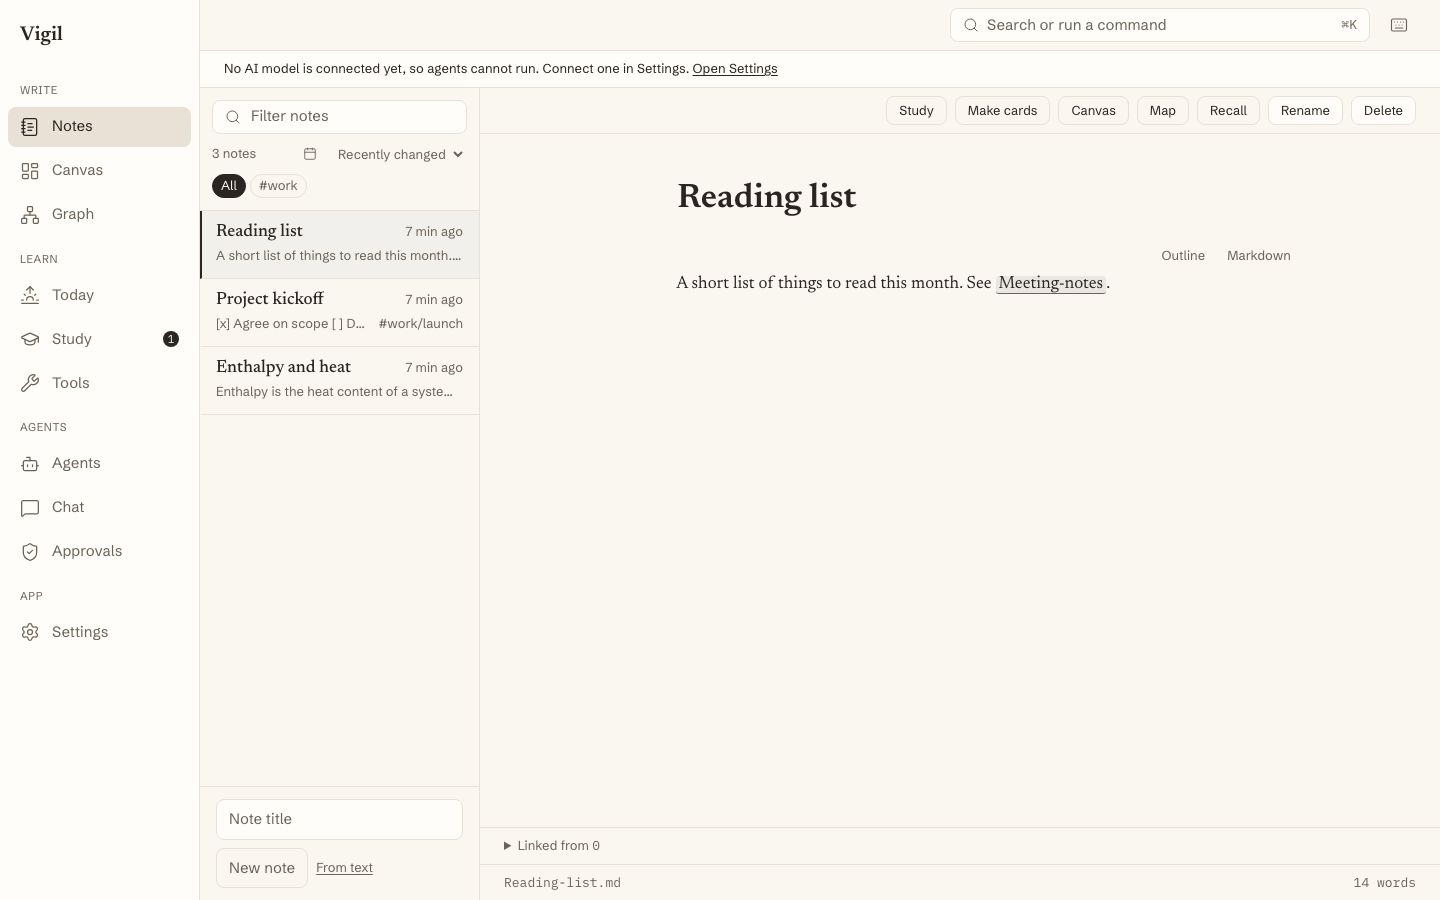 Vigil
Search or run a command ⌘K
No AI model is connected yet, so agents cannot run. Connect one in Settings. Open Settings
WRITE
Notes
Canvas
Graph
LEARN
Today
Study 1
Tools
AGENTS
Agents
Chat
Approvals
APP
Settings
Filter notes
3 notes Recently changed
All #work
Reading list 7 min ago
A short list of things to read this month....
Project kickoff 7 min ago
[x] Agree on scope [ ] D... #work/launch
Enthalpy and heat 7 min ago
Enthalpy is the heat content of a syste...
Note title
New note From text
Study Make cards Canvas Map Recall Rename Delete
Reading list
Outline Markdown
A short list of things to read this month. See Meeting-notes.
Linked from 0
Reading-list.md 14 words